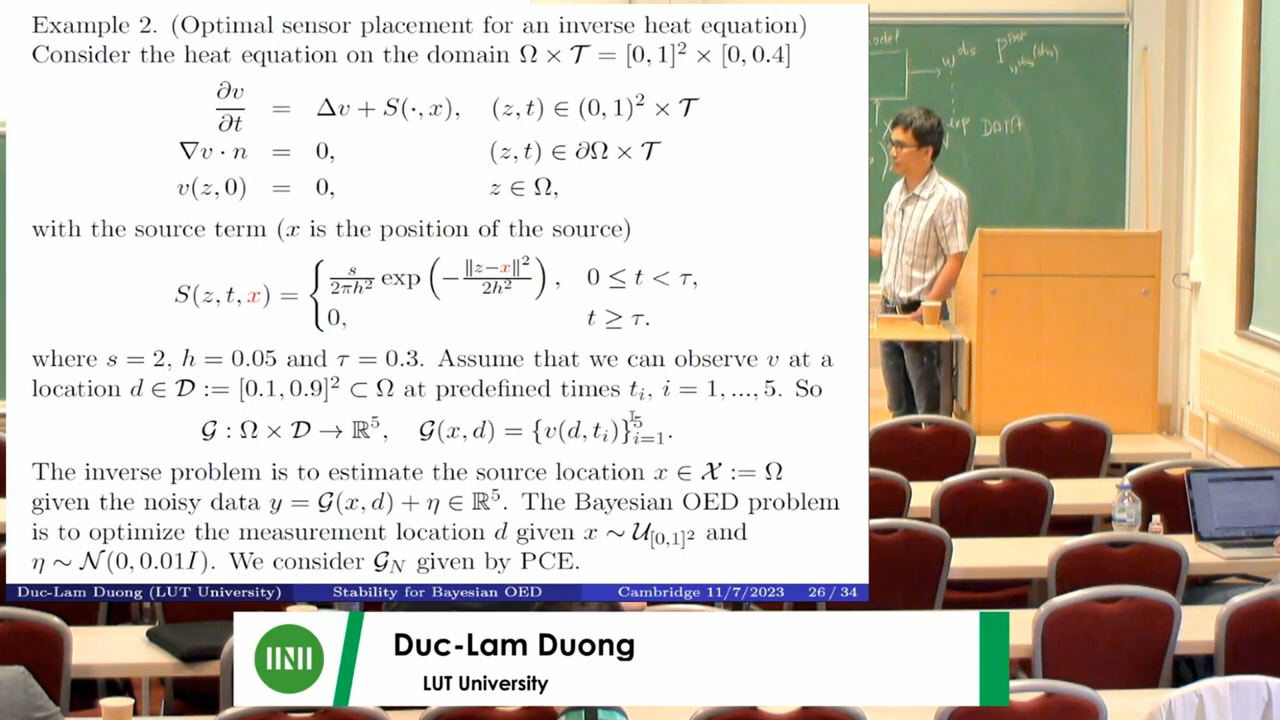 Example 2. (Optimal sensor placement for an inverse heat equation)
Consider the heat equation on the domain Ω × 𝒯 = [0, 1]² × [0, 0.4]
∂v/∂t = Δv + S(·, x), (z, t) ∈ (0, 1)² × 𝒯
∇v · n = 0, (z, t) ∈ ∂Ω × 𝒯
v(z, 0) = 0, z ∈ Ω,
with the source term (x is the position of the source)
S(z, t, x) = { s/(2πh²) exp(−‖z−x‖²/(2h²)), 0 ≤ t < τ,
0, t ≥ τ.
where s = 2, h = 0.05 and τ = 0.3. Assume that we can observe v at a
location d ∈ 𝒟 := [0.1, 0.9]² ⊂ Ω at predefined times tᵢ, i = 1, ..., 5. So
𝒢 : Ω × 𝒟 → ℝ⁵, 𝒢(x, d) = {v(d, tᵢ)}⁵ᵢ₌₁.
The inverse problem is to estimate the source location x ∈ 𝒳 := Ω
given the noisy data y = 𝒢(x, d) + η ∈ ℝ⁵. The Bayesian OED problem
is to optimize the measurement location d given x ∼ 𝒰_[0,1]² and
η ∼ 𝒩(0, 0.01I). We consider 𝒢_N given by PCE.
Duc-Lam Duong (LUT University) Stability for Bayesian OED Cambridge 11/7/2023 26 / 34
obs
exp DATA
Duc-Lam Duong
LUT University